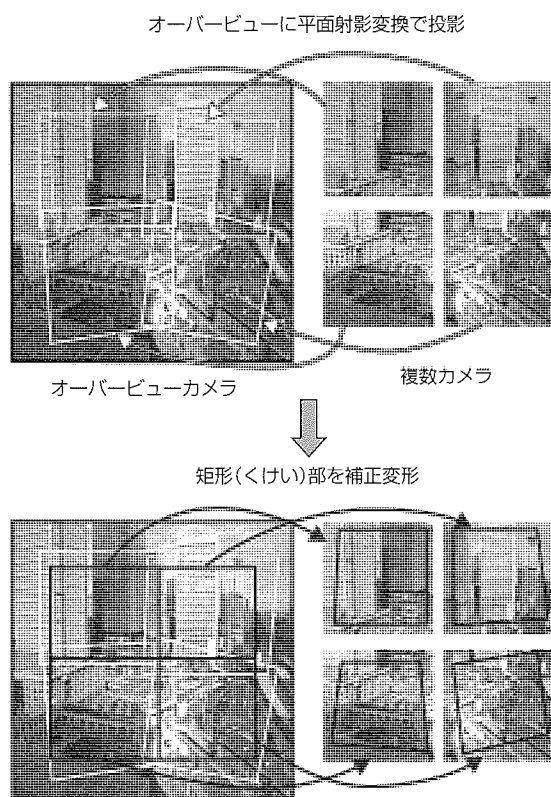 オーバービューに平面射影変換で投影
オーバービューカメラ
複数カメラ
矩形（くけい）部を補正変形